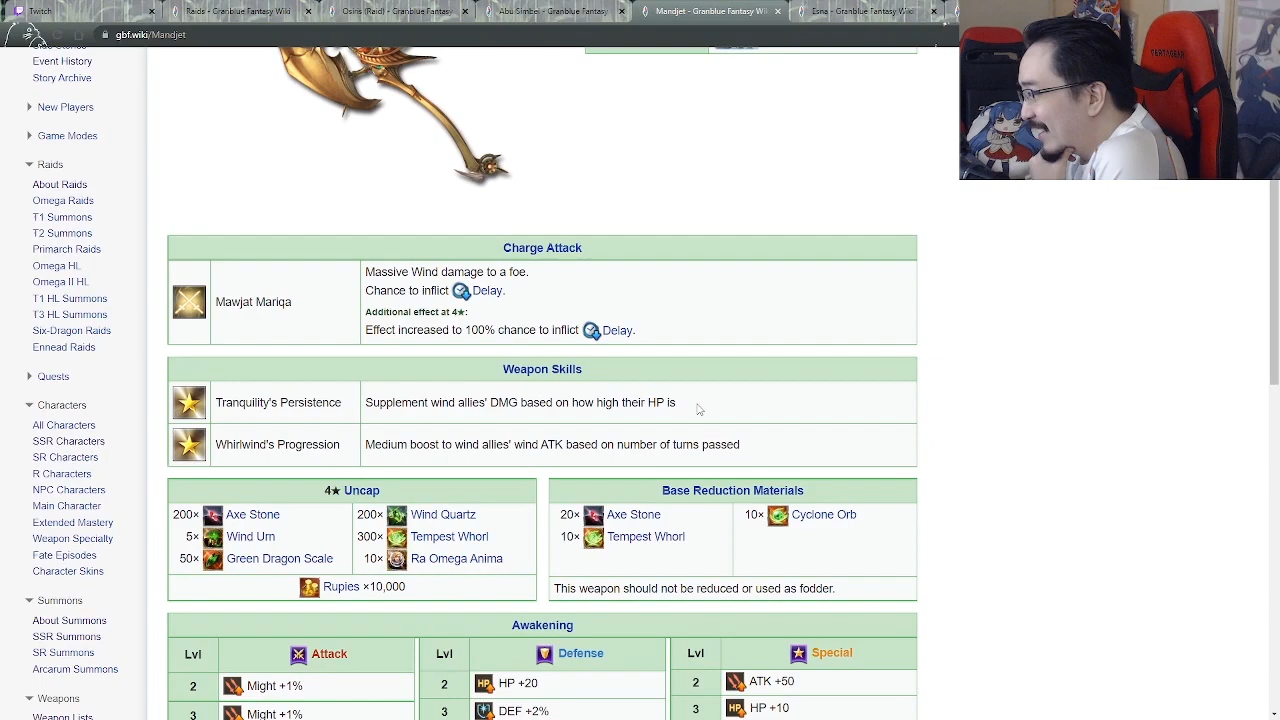 Twitch
Raids - Granblue Fantasy Wiki
Osiris (Raid) - Granblue Fantasy
Abu Simbel - Granblue Fantasy
Mandjet - Granblue Fantasy Wiki
Esna - Granblue Fantasy Wiki
gbf.wiki/Mandjet
Event History
Story Archive
New Players
Game Modes
Raids
About Raids
Omega Raids
T1 Summons
T2 Summons
Primarch Raids
Omega HL
Omega II HL
T1 HL Summons
T3 HL Summons
Six-Dragon Raids
Ennead Raids
Quests
Characters
All Characters
SSR Characters
SR Characters
R Characters
NPC Characters
Main Character
Extended Mastery
Weapon Specialty
Fate Episodes
Character Skins
Summons
About Summons
SSR Summons
SR Summons
Arcarum Summons
Weapons
Weapon Lists
Charge Attack
Mawjat Mariqa
Massive Wind damage to a foe.
Chance to inflict Delay.
Additional effect at 4★:
Effect increased to 100% chance to inflict Delay.
Weapon Skills
Tranquility's Persistence
Supplement wind allies' DMG based on how high their HP is
Whirlwind's Progression
Medium boost to wind allies' wind ATK based on number of turns passed
4★ Uncap
200× Axe Stone
200× Wind Quartz
5× Wind Urn
300× Tempest Whorl
50× Green Dragon Scale
10× Ra Omega Anima
Rupies ×10,000
Base Reduction Materials
20× Axe Stone
10× Cyclone Orb
10× Tempest Whorl
This weapon should not be reduced or used as fodder.
Awakening
Lvl Attack Lvl Defense Lvl Special
2 Might +1% 2 HP +20 2 ATK +50
3 Might +1% 3 DEF +2% 3 HP +10